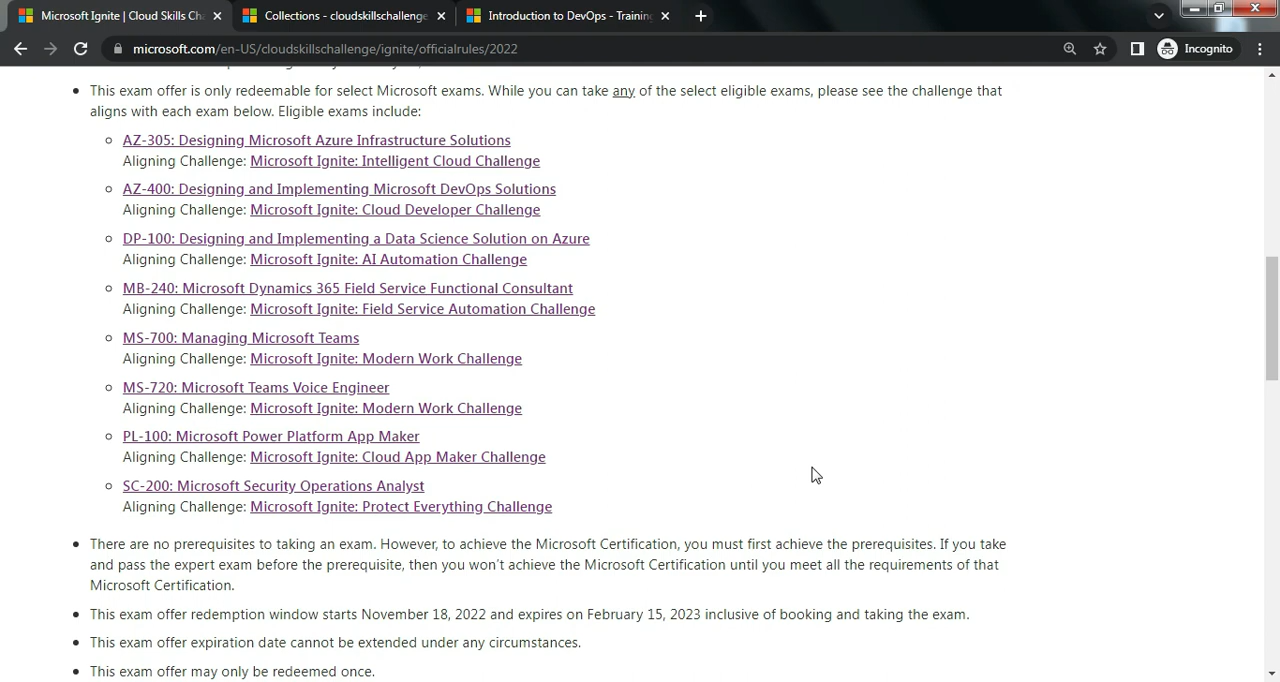 Microsoft Ignite | Cloud Skills Cha
Collections - cloudskillschallenge
Introduction to DevOps - Training
microsoft.com/en-US/cloudskillschallenge/ignite/officialrules/2022
Incognito
This exam offer is only redeemable for select Microsoft exams. While you can take any of the select eligible exams, please see the challenge that
aligns with each exam below. Eligible exams include:
AZ-305: Designing Microsoft Azure Infrastructure Solutions
Aligning Challenge: Microsoft Ignite: Intelligent Cloud Challenge
AZ-400: Designing and Implementing Microsoft DevOps Solutions
Aligning Challenge: Microsoft Ignite: Cloud Developer Challenge
DP-100: Designing and Implementing a Data Science Solution on Azure
Aligning Challenge: Microsoft Ignite: AI Automation Challenge
MB-240: Microsoft Dynamics 365 Field Service Functional Consultant
Aligning Challenge: Microsoft Ignite: Field Service Automation Challenge
MS-700: Managing Microsoft Teams
Aligning Challenge: Microsoft Ignite: Modern Work Challenge
MS-720: Microsoft Teams Voice Engineer
Aligning Challenge: Microsoft Ignite: Modern Work Challenge
PL-100: Microsoft Power Platform App Maker
Aligning Challenge: Microsoft Ignite: Cloud App Maker Challenge
SC-200: Microsoft Security Operations Analyst
Aligning Challenge: Microsoft Ignite: Protect Everything Challenge
There are no prerequisites to taking an exam. However, to achieve the Microsoft Certification, you must first achieve the prerequisites. If you take
and pass the expert exam before the prerequisite, then you won't achieve the Microsoft Certification until you meet all the requirements of that
Microsoft Certification.
This exam offer redemption window starts November 18, 2022 and expires on February 15, 2023 inclusive of booking and taking the exam.
This exam offer expiration date cannot be extended under any circumstances.
This exam offer may only be redeemed once.